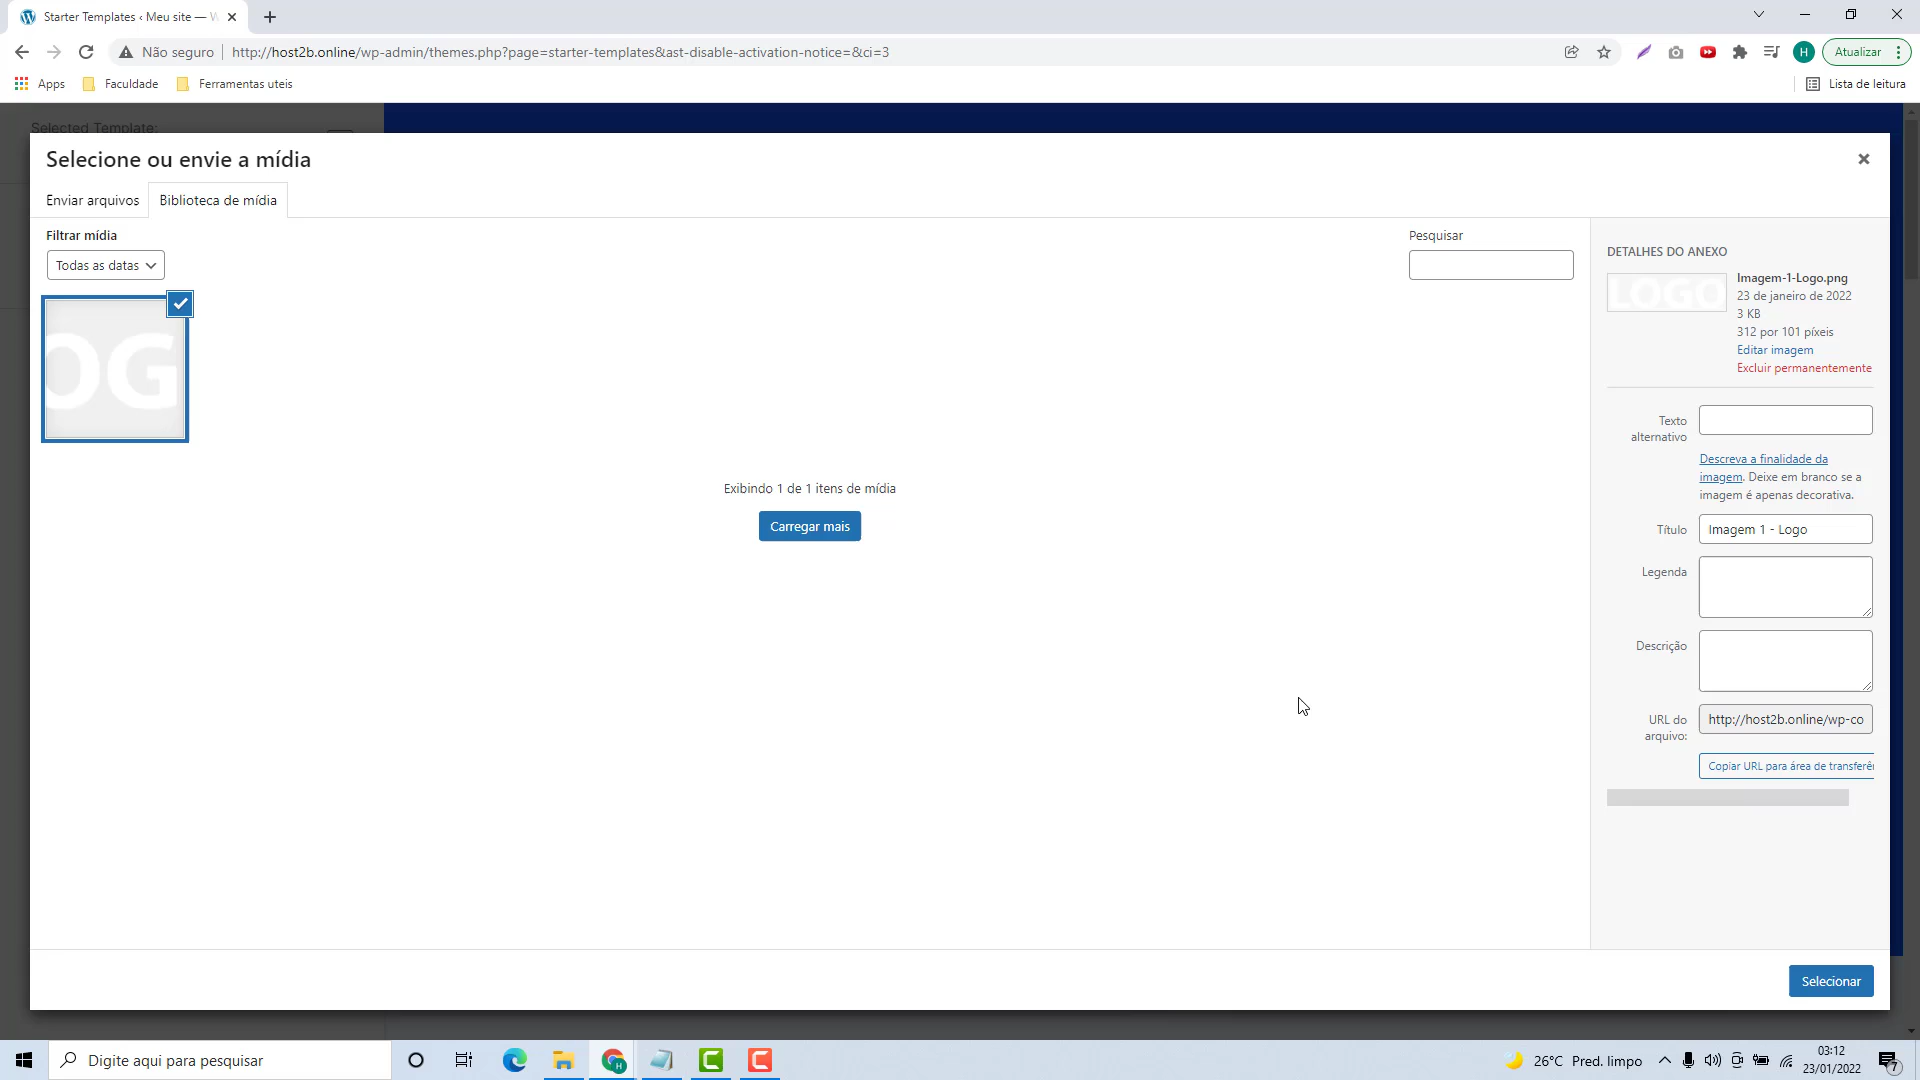 Starter Templates ‹ Meu site — W
Não seguro
http://host2b.online/wp-admin/themes.php?page=starter-templates&ast-disable-activation-notice=&ci=3
H
Atualizar
Apps
Faculdade
Ferramentas uteis
Lista de leitura
Selected Template:
Selecione ou envie a mídia
Enviar arquivos
Biblioteca de mídia
Filtrar mídia
Todas as datas
Pesquisar
OG
Exibindo 1 de 1 itens de mídia
Carregar mais
DETALHES DO ANEXO
LOGO
Imagem-1-Logo.png
23 de janeiro de 2022
3 KB
312 por 101 píxeis
Editar imagem
Excluir permanentemente
Texto
alternativo
Descreva a finalidade da
imagem. Deixe em branco se a
imagem é apenas decorativa.
Título
Imagem 1 - Logo
Legenda
Descrição
URL do
arquivo:
http://host2b.online/wp-co
Copiar URL para área de transferê
Selecionar
Digite aqui para pesquisar
26°C Pred. limpo
03:12
23/01/2022
7